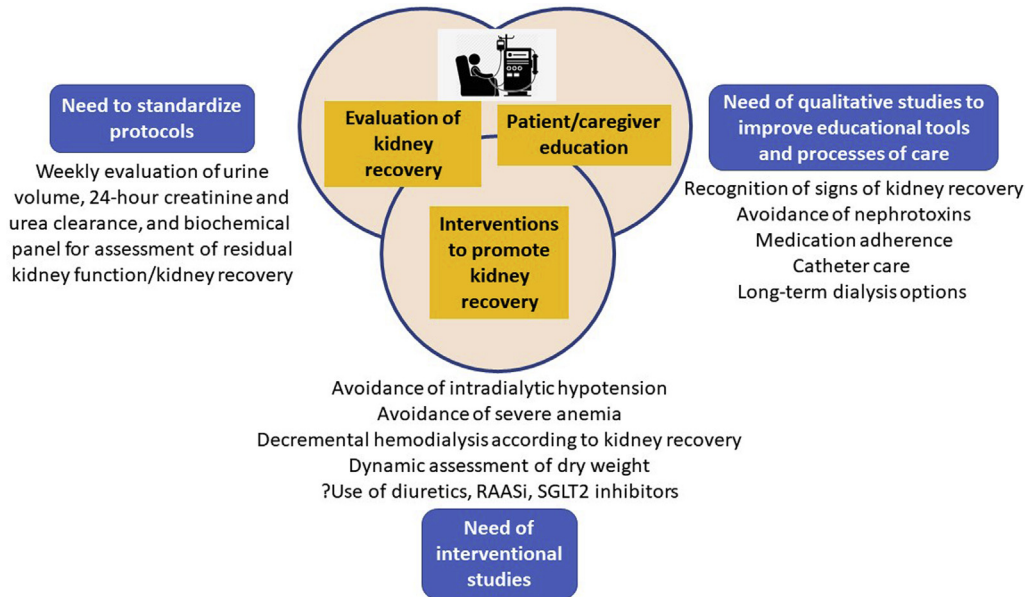 Need to standardize
protocols
Weekly evaluation of urine
volume, 24-hour creatinine and
urea clearance, and biochemical
panel for assessment of residual
kidney function/kidney recovery
Evaluation of
kidney
recovery
Patient/caregiver
education
Interventions
to promote
kidney
recovery
Need of qualitative studies to
improve educational tools
and processes of care
Recognition of signs of kidney recovery
Avoidance of nephrotoxins
Medication adherence
Catheter care
Long-term dialysis options
Avoidance of intradialytic hypotension
Avoidance of severe anemia
Decremental hemodialysis according to kidney recovery
Dynamic assessment of dry weight
?Use of diuretics, RAASi, SGLT2 inhibitors
Need of
interventional
studies